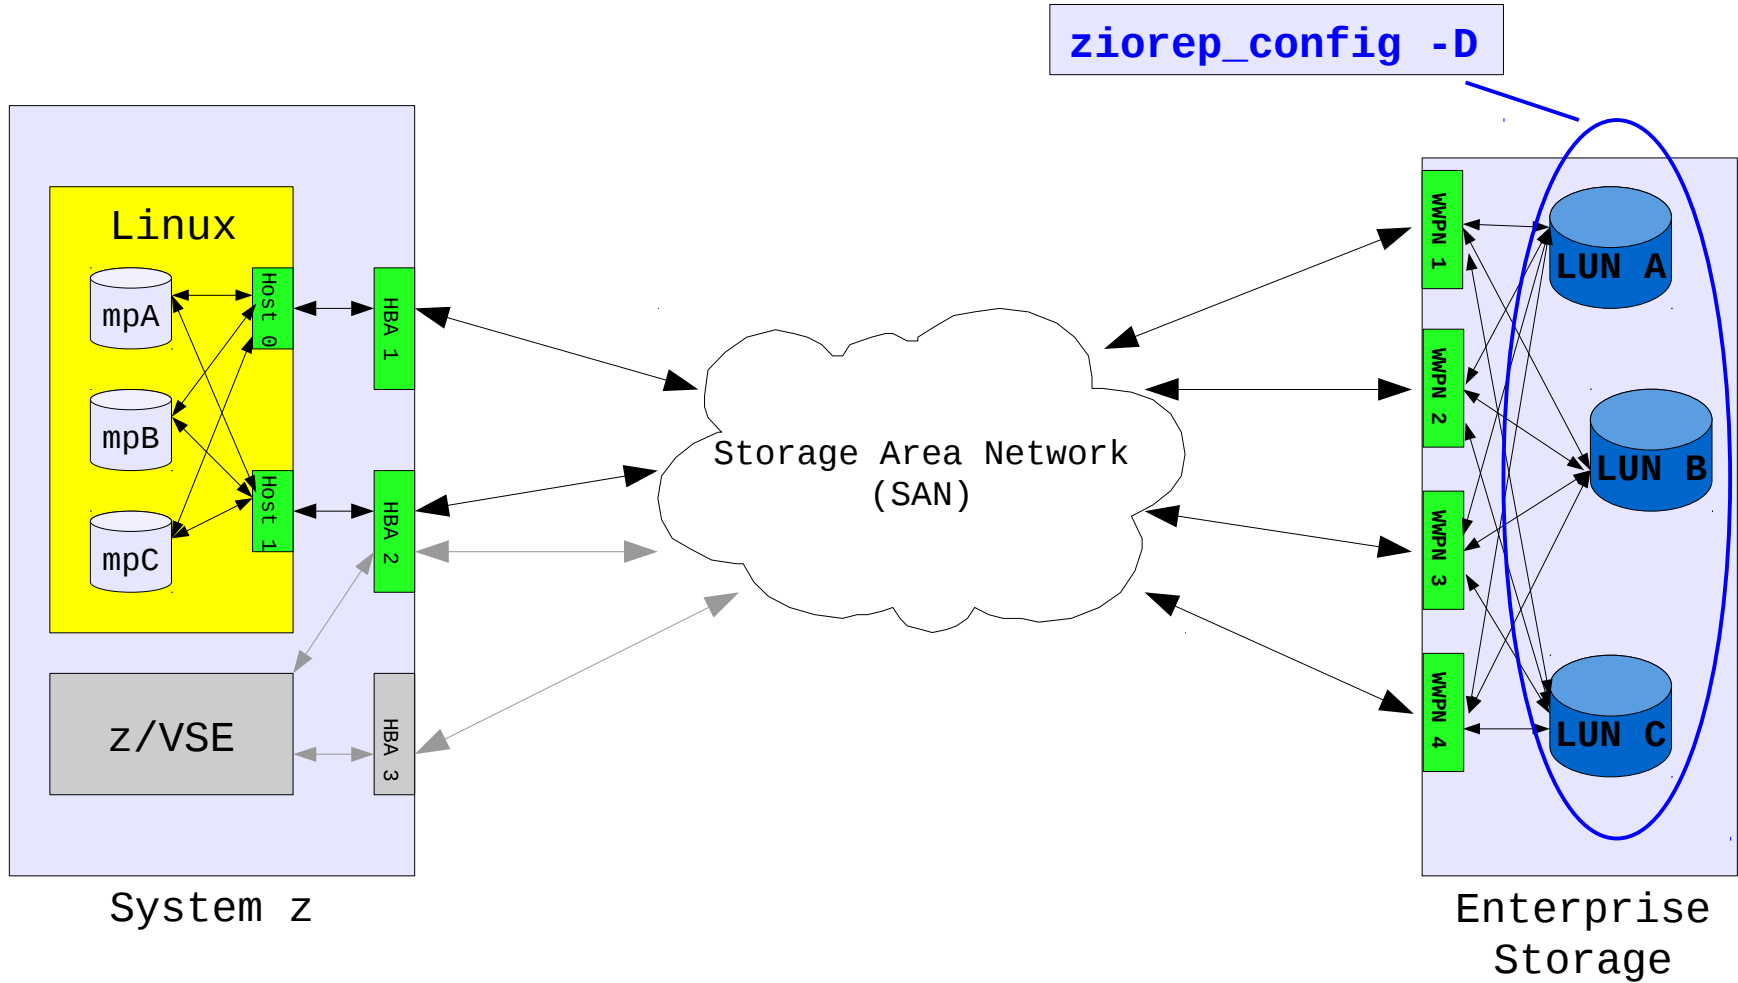 ziorep_config -D
Linux
mpA
mpB
mpC
Host 0
Host 1
HBA 1
HBA 2
HBA 3
z/VSE
System z
Storage Area Network
(SAN)
WWPN 1
WWPN 2
WWPN 3
WWPN 4
LUN A
LUN B
LUN C
Enterprise
Storage